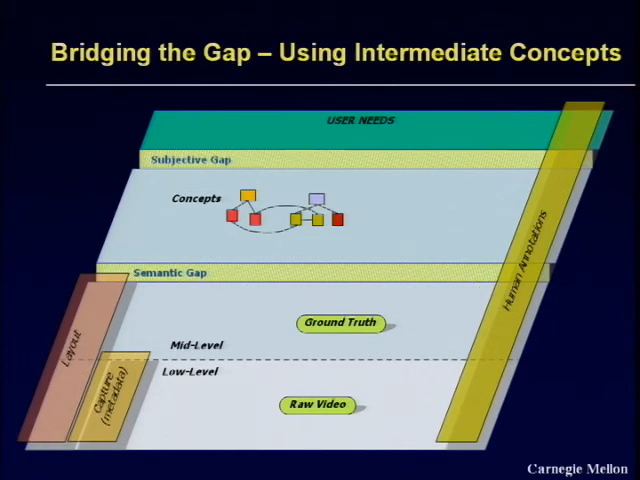 Bridging the Gap – Using Intermediate Concepts
USER NEEDS
Subjective Gap
Concepts
Human Annotations
Semantic Gap
Layout
Ground Truth
Mid-Level
Low-Level
Capture
(metadata)
Raw Video
Carnegie Mellon